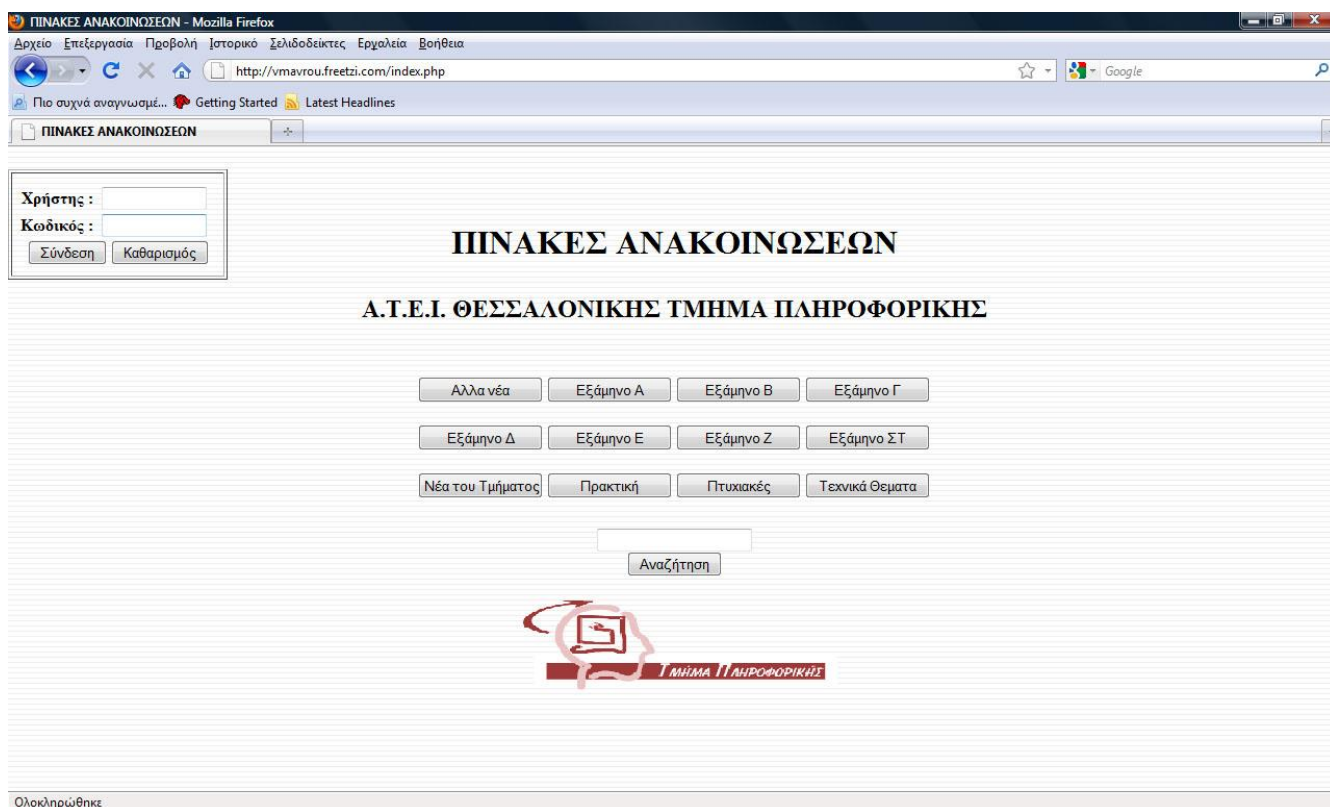 ΠΙΝΑΚΕΣ ΑΝΑΚΟΙΝΩΣΕΩΝ - Mozilla Firefox
Αρχείο Επεξεργασία Προβολή Ιστορικό Σελιδοδείκτες Εργαλεία Βοήθεια
http://vmavrou.freetzi.com/index.php Google
Πιο συχνά αναγνωσμέ... Getting Started Latest Headlines
ΠΙΝΑΚΕΣ ΑΝΑΚΟΙΝΩΣΕΩΝ
Χρήστης :
Κωδικός :
Σύνδεση Καθαρισμός
ΠΙΝΑΚΕΣ ΑΝΑΚΟΙΝΩΣΕΩΝ
Α.Τ.Ε.Ι. ΘΕΣΣΑΛΟΝΙΚΗΣ ΤΜΗΜΑ ΠΛΗΡΟΦΟΡΙΚΗΣ
Αλλα νέα Εξάμηνο Α Εξάμηνο Β Εξάμηνο Γ
Εξάμηνο Δ Εξάμηνο Ε Εξάμηνο Ζ Εξάμηνο ΣΤ
Νέα του Τμήματος Πρακτική Πτυχιακές Τεχνικά Θεματα
Αναζήτηση
ΤΜΗΜΑ ΠΛΗΡΟΦΟΡΙΚΗΣ
Ολοκληρώθηκε